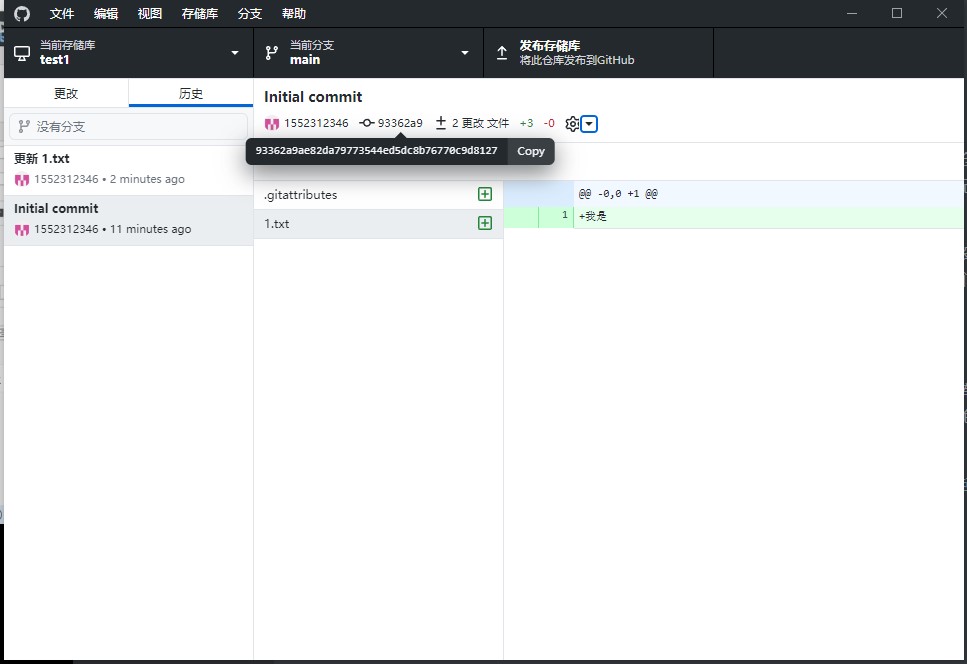 文件 编辑 视图 存储库 分支 帮助
当前存储库
test1
当前分支
main
发布存储库
将此仓库发布到GitHub
更改 历史
没有分支
更新 1.txt
1552312346 • 2 minutes ago
Initial commit
1552312346 • 11 minutes ago
Initial commit
1552312346 93362a9 2 更改 文件 +3 -0
93362a9ae82da79773544ed5dc8b76770c9d8127 Copy
.gitattributes
1.txt
@@ -0,0 +1 @@
1 +我是